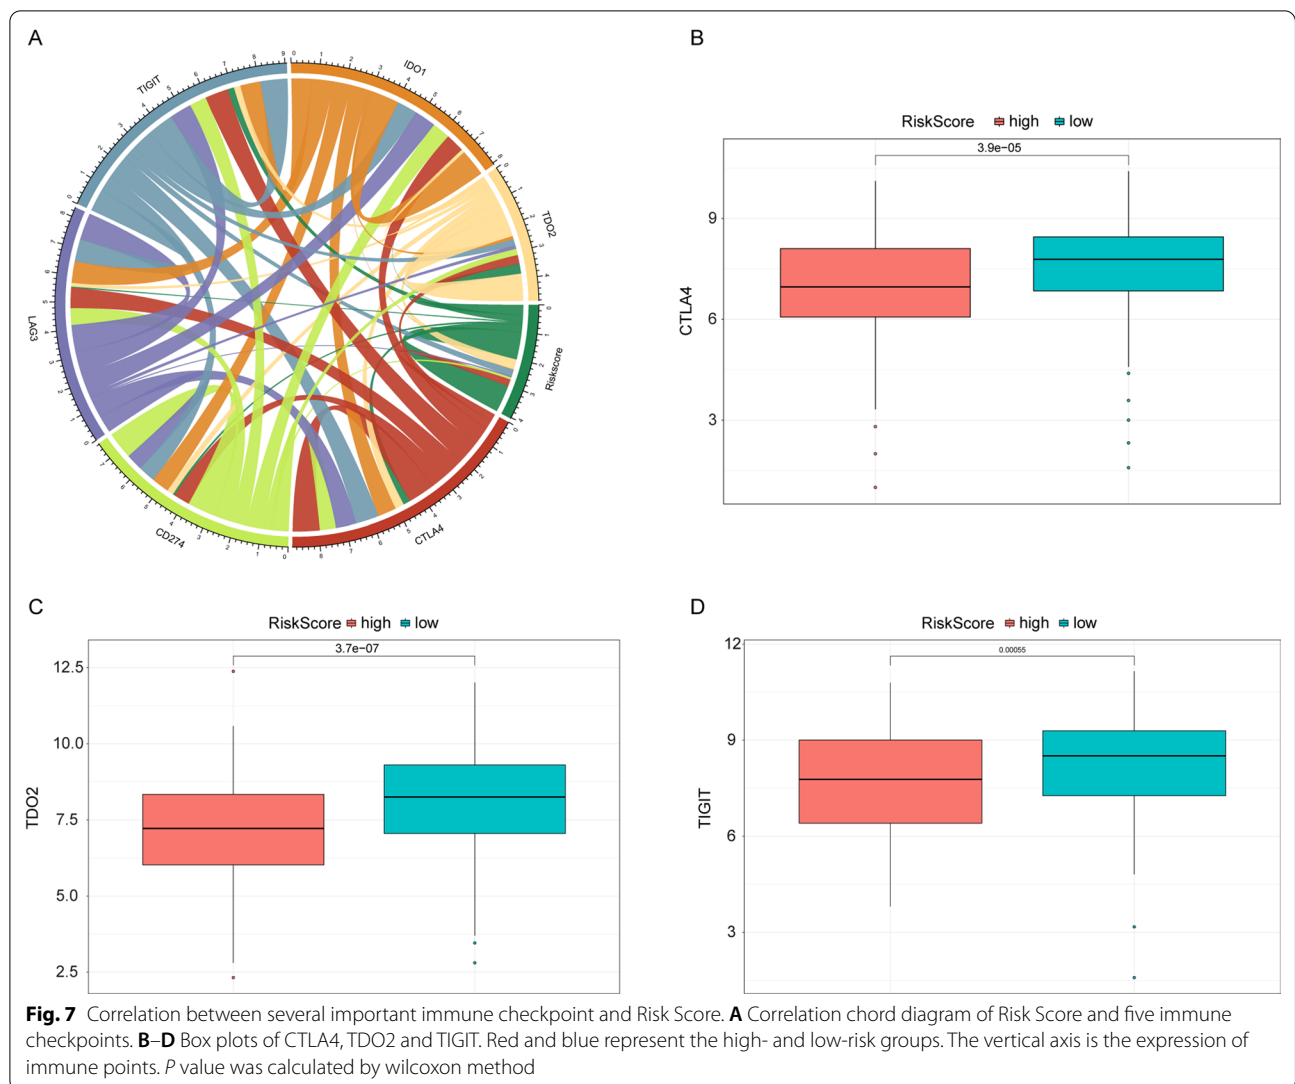 A
TIGIT
IDO1
TDO2
Riskscore
CTLA4
CD274
LAG3
B
RiskScore high low
3.9e−05
9
6
3
CTLA4
C
RiskScore high low
3.7e−07
12.5
10.0
7.5
5.0
2.5
TDO2
D
RiskScore high low
0.00055
12
9
6
3
TIGIT
Fig. 7 Correlation between several important immune checkpoint and Risk Score. A Correlation chord diagram of Risk Score and five immune
checkpoints. B–D Box plots of CTLA4, TDO2 and TIGIT. Red and blue represent the high- and low-risk groups. The vertical axis is the expression of
immune points. P value was calculated by wilcoxon method